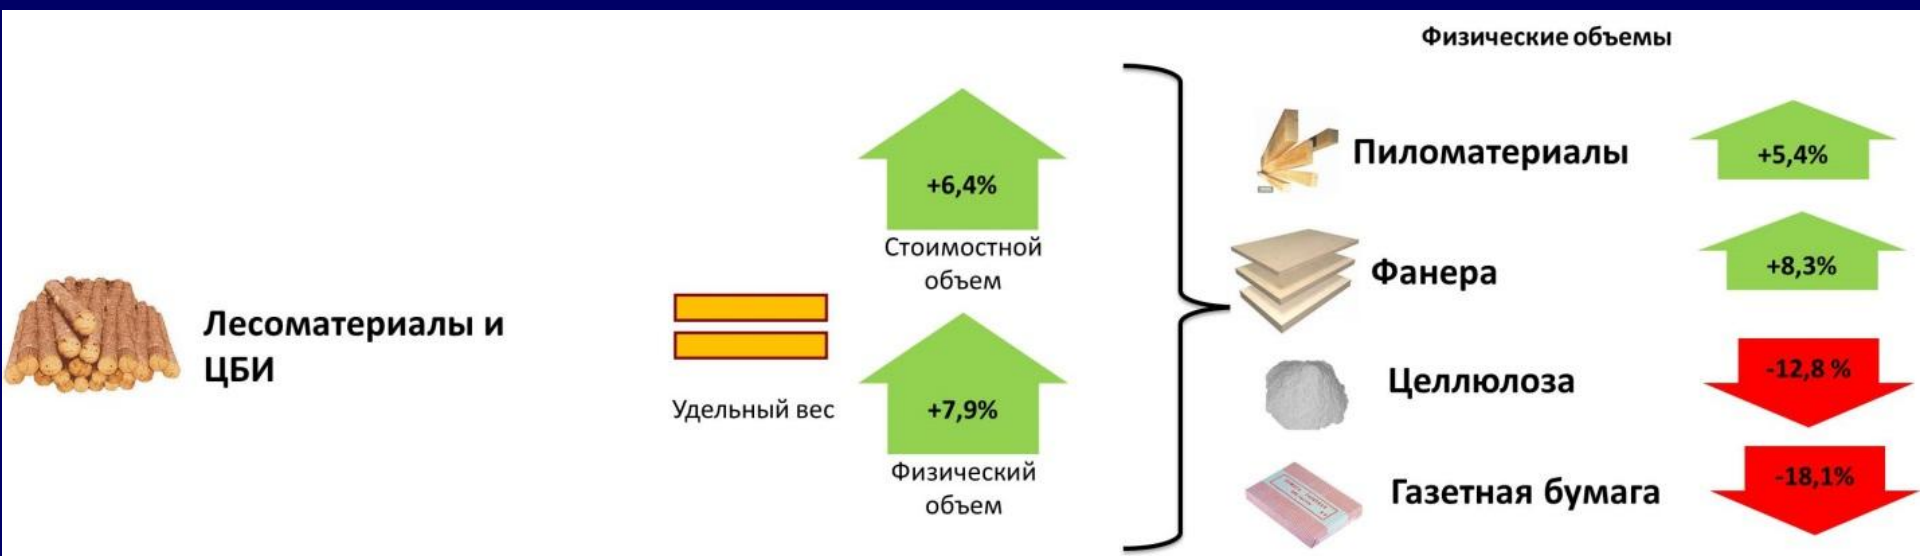 Физические объемы
Лесоматериалы и
ЦБИ
Удельный вес
+6,4%
Стоимостной
объем
+7,9%
Физический
объем
Пиломатериалы
+5,4%
Фанера
+8,3%
Целлюлоза
-12,8 %
Газетная бумага
-18,1%